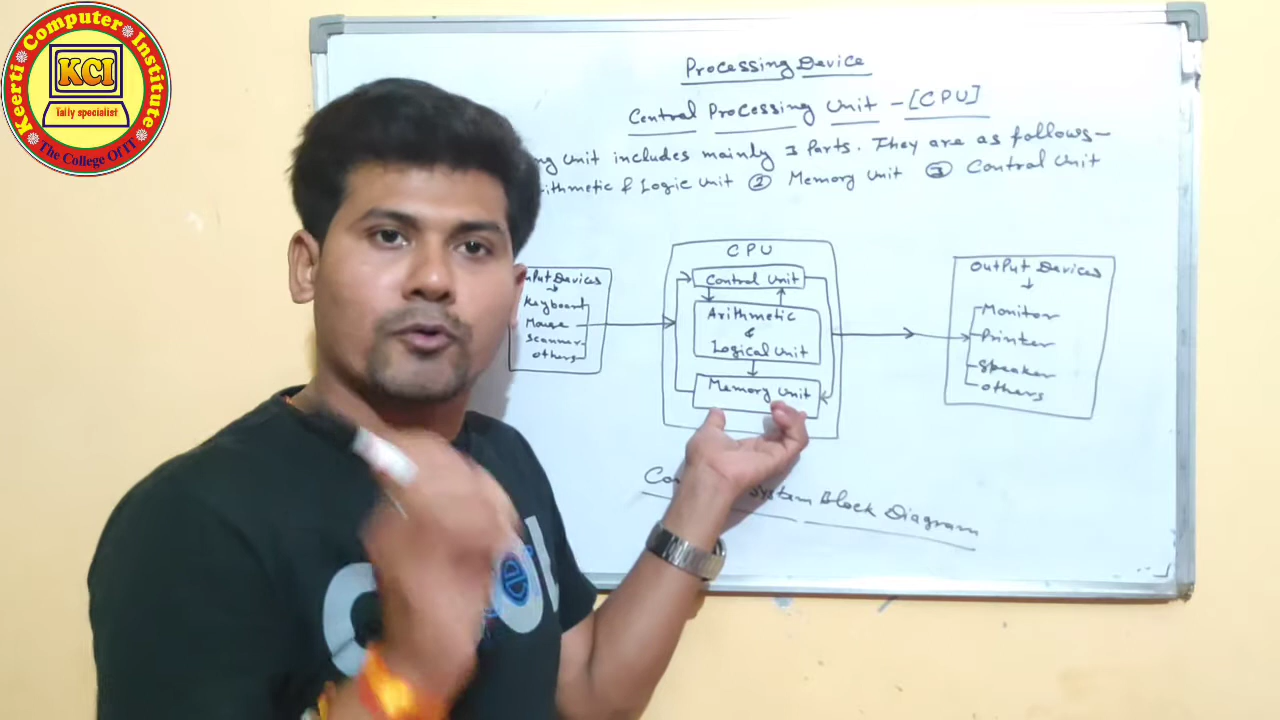 Keerti Computer Institute
KCI
Tally specialist
The College Of IT
Processing Device
Central Processing Unit - [CPU]
Unit includes mainly 3 Parts. They are as follows-
Logic Unit ② Memory Unit ③ Control Unit
CPU
Control Unit
Arithmetic
&
Logical Unit
Memory Unit
Devices
Keyboard
Mouse
Scanner
Others
OutPut Devices
Monitor
Printer
Speaker
Others
System Block Diagram